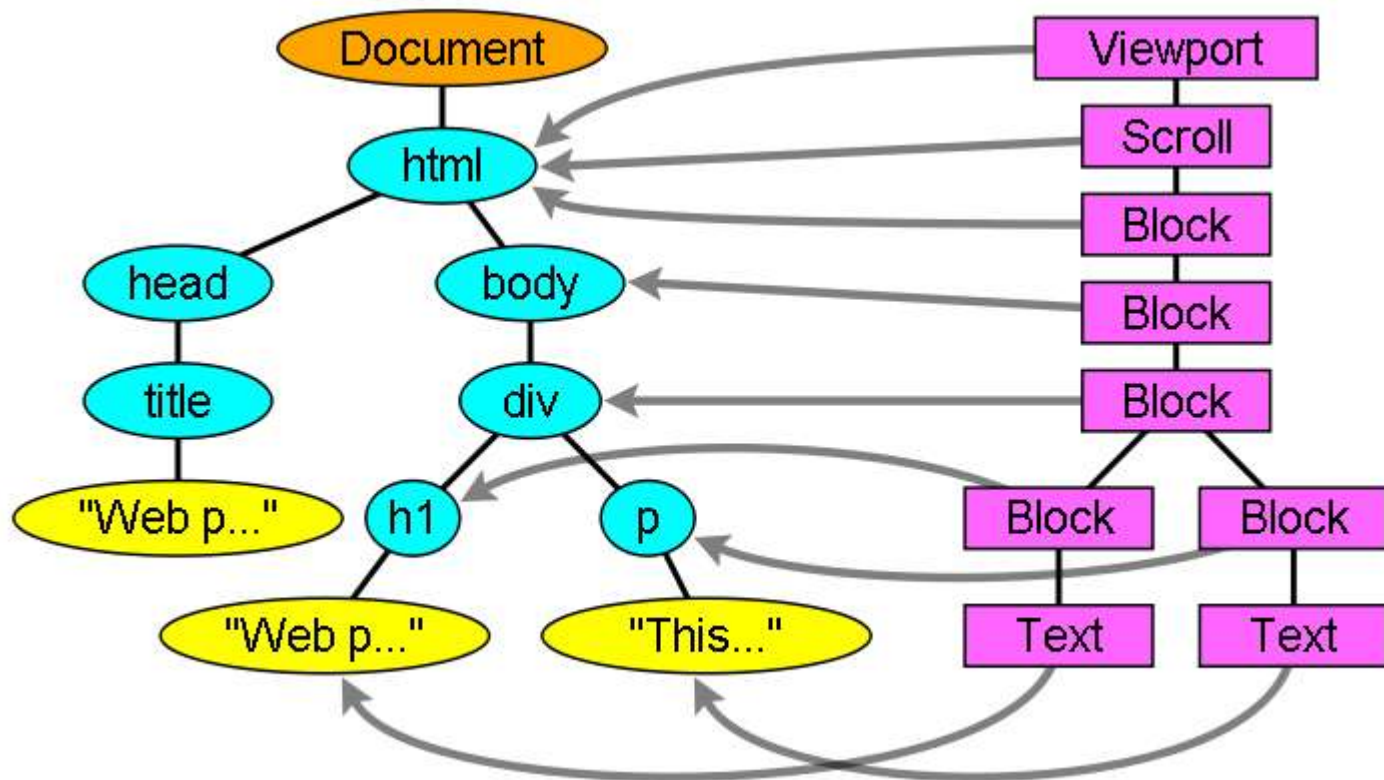 Document
Viewport
html
Scroll
Block
head
body
Block
title
div
Block
"Web p..."
h1
p
Block
Block
"Web p..."
"This..."
Text
Text